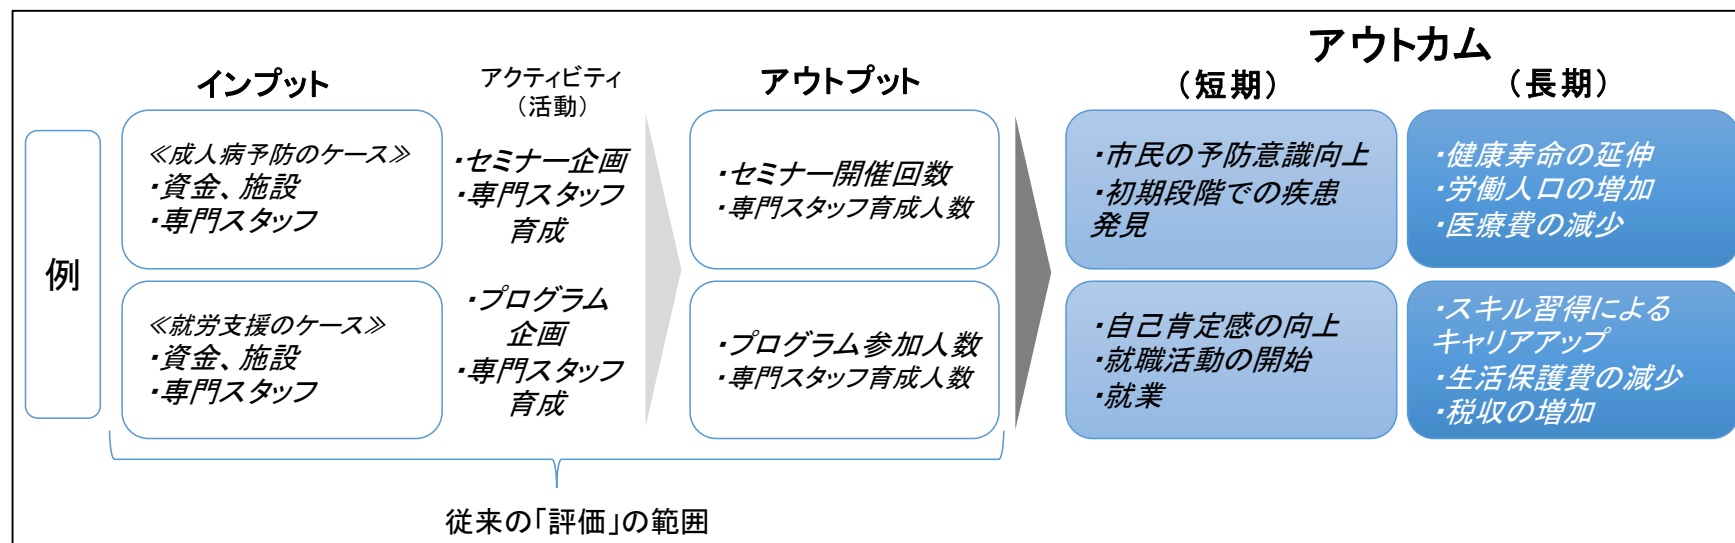 アウトカム
インプット
アクティビティ
（活動）
アウトプット
（短期）
（長期）
例
≪成人病予防のケース≫
・資金、施設
・専門スタッフ
・セミナー企画
・専門スタッフ
育成
・セミナー開催回数
・専門スタッフ育成人数
・市民の予防意識向上
・初期段階での疾患
発見
・健康寿命の延伸
・労働人口の増加
・医療費の減少
≪就労支援のケース≫
・資金、施設
・専門スタッフ
・プログラム
企画
・専門スタッフ
育成
・プログラム参加人数
・専門スタッフ育成人数
・自己肯定感の向上
・就職活動の開始
・就業
・スキル習得による
キャリアアップ
・生活保護費の減少
・税収の増加
従来の「評価」の範囲